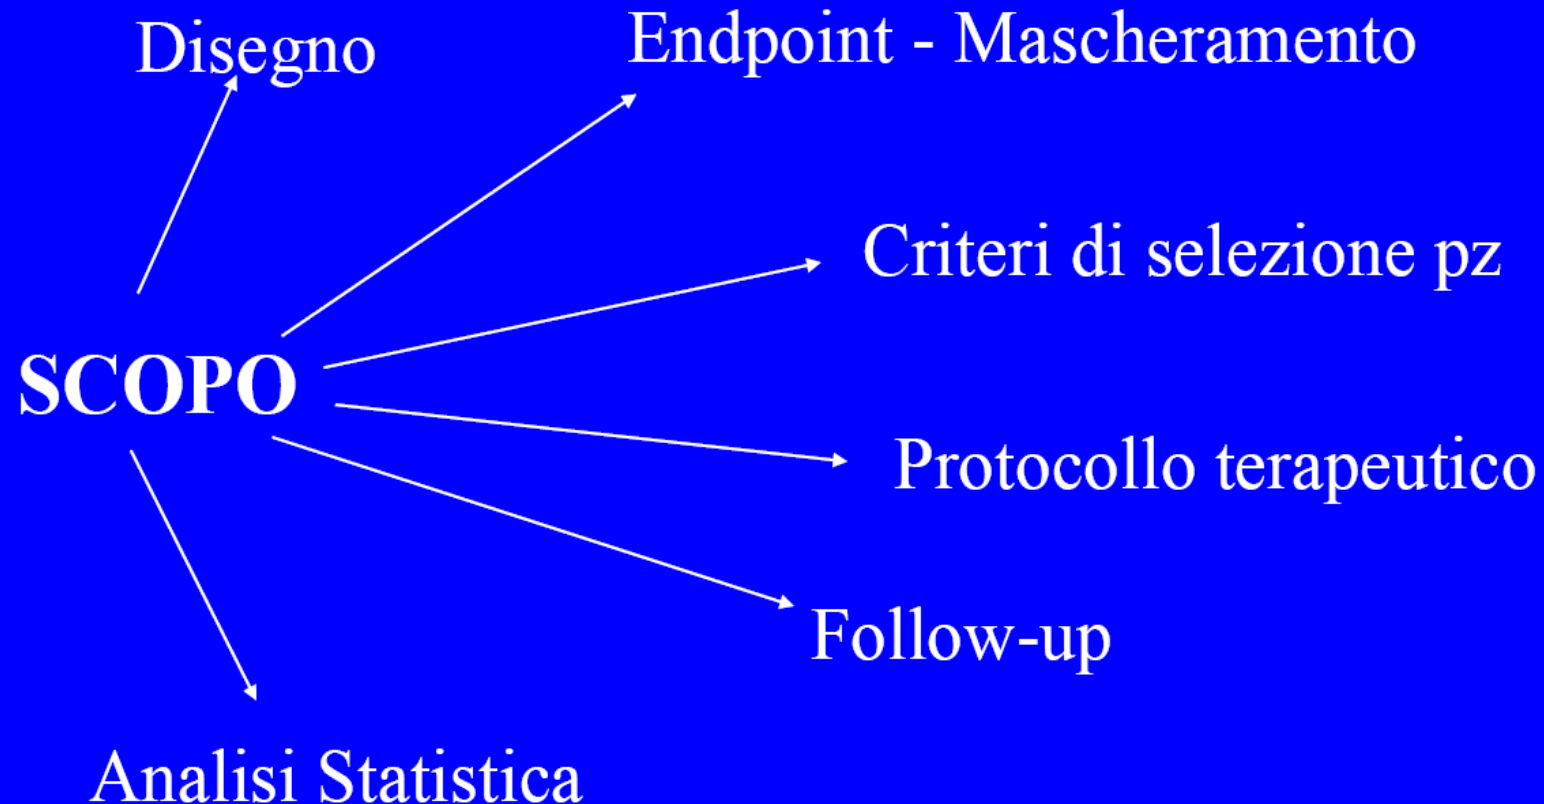 Disegno
Endpoint - Mascheramento
Criteri di selezione pz
SCOPO
Protocollo terapeutico
Follow-up
Analisi Statistica